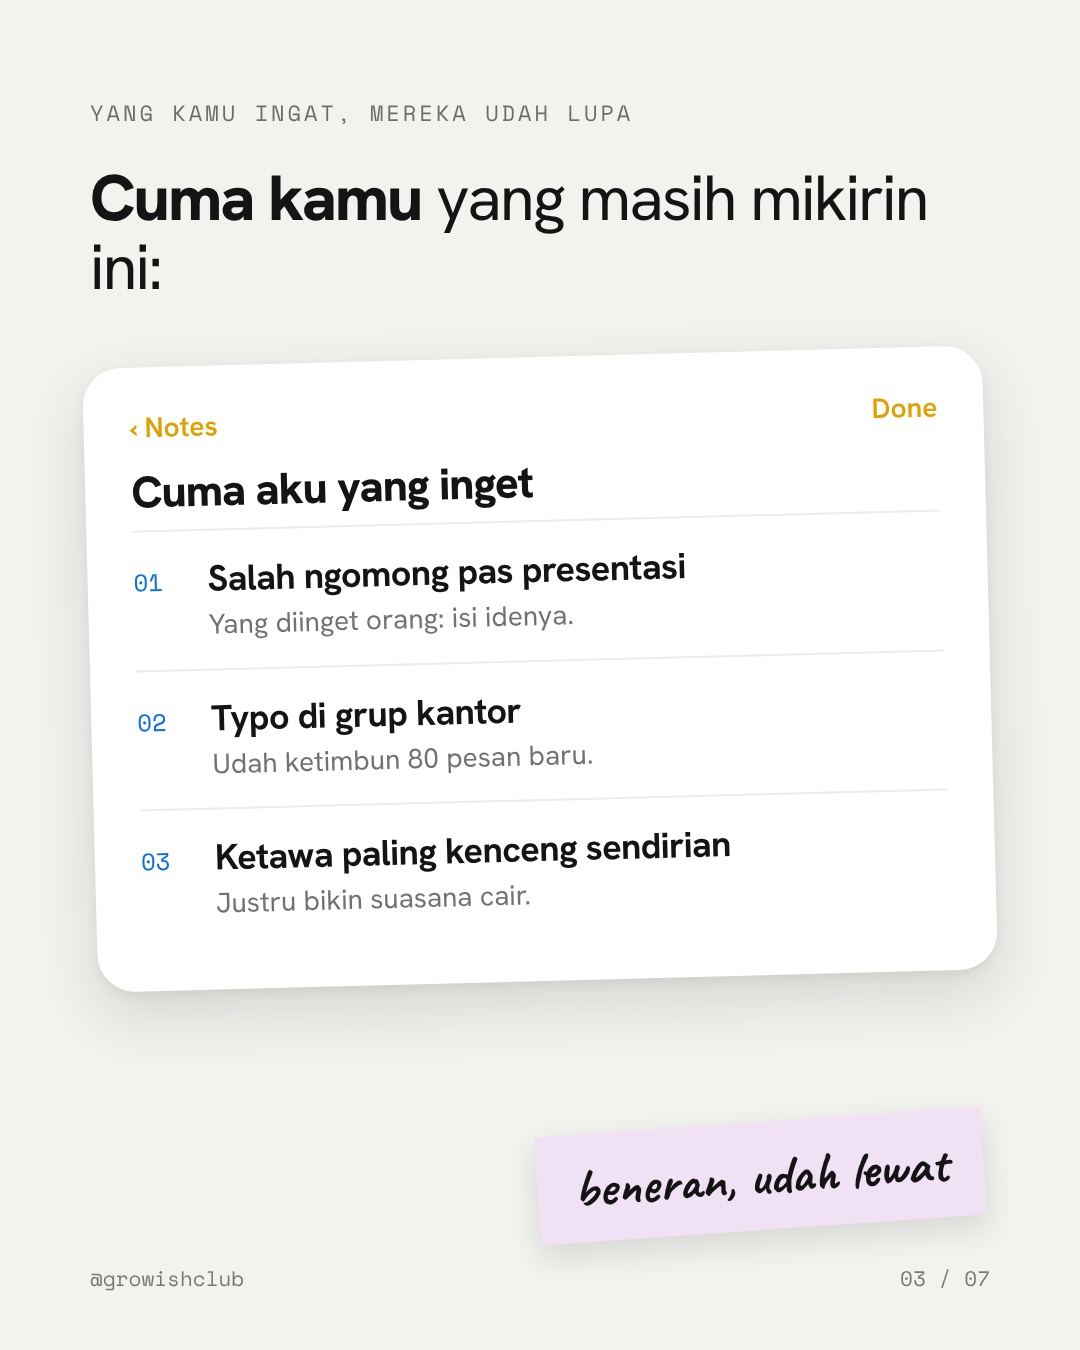 YANG KAMU INGAT, MEREKA UDAH LUPA
Cuma kamu yang masih mikirin
ini:
‹ Notes
Done
Cuma aku yang inget
01
Salah ngomong pas presentasi
Yang diinget orang: isi idenya.
02
Typo di grup kantor
Udah ketimbun 80 pesan baru.
03
Ketawa paling kenceng sendirian
Justru bikin suasana cair.
beneran, udah lewat
@growishclub
03 / 07